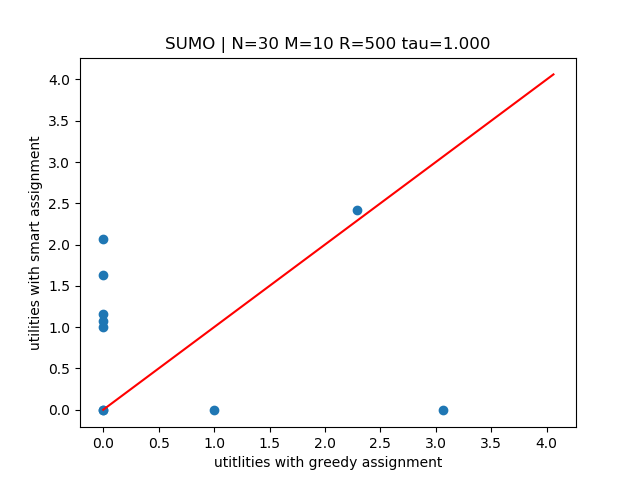 SUMO | N=30 M=10 R=500 tau=1.000
4.0
3.5
3.0
2.5
2.0
1.5
1.0
0.5
0.0
utilities with smart assignment
0.0 0.5 1.0 1.5 2.0 2.5 3.0 3.5 4.0
utitlities with greedy assignment